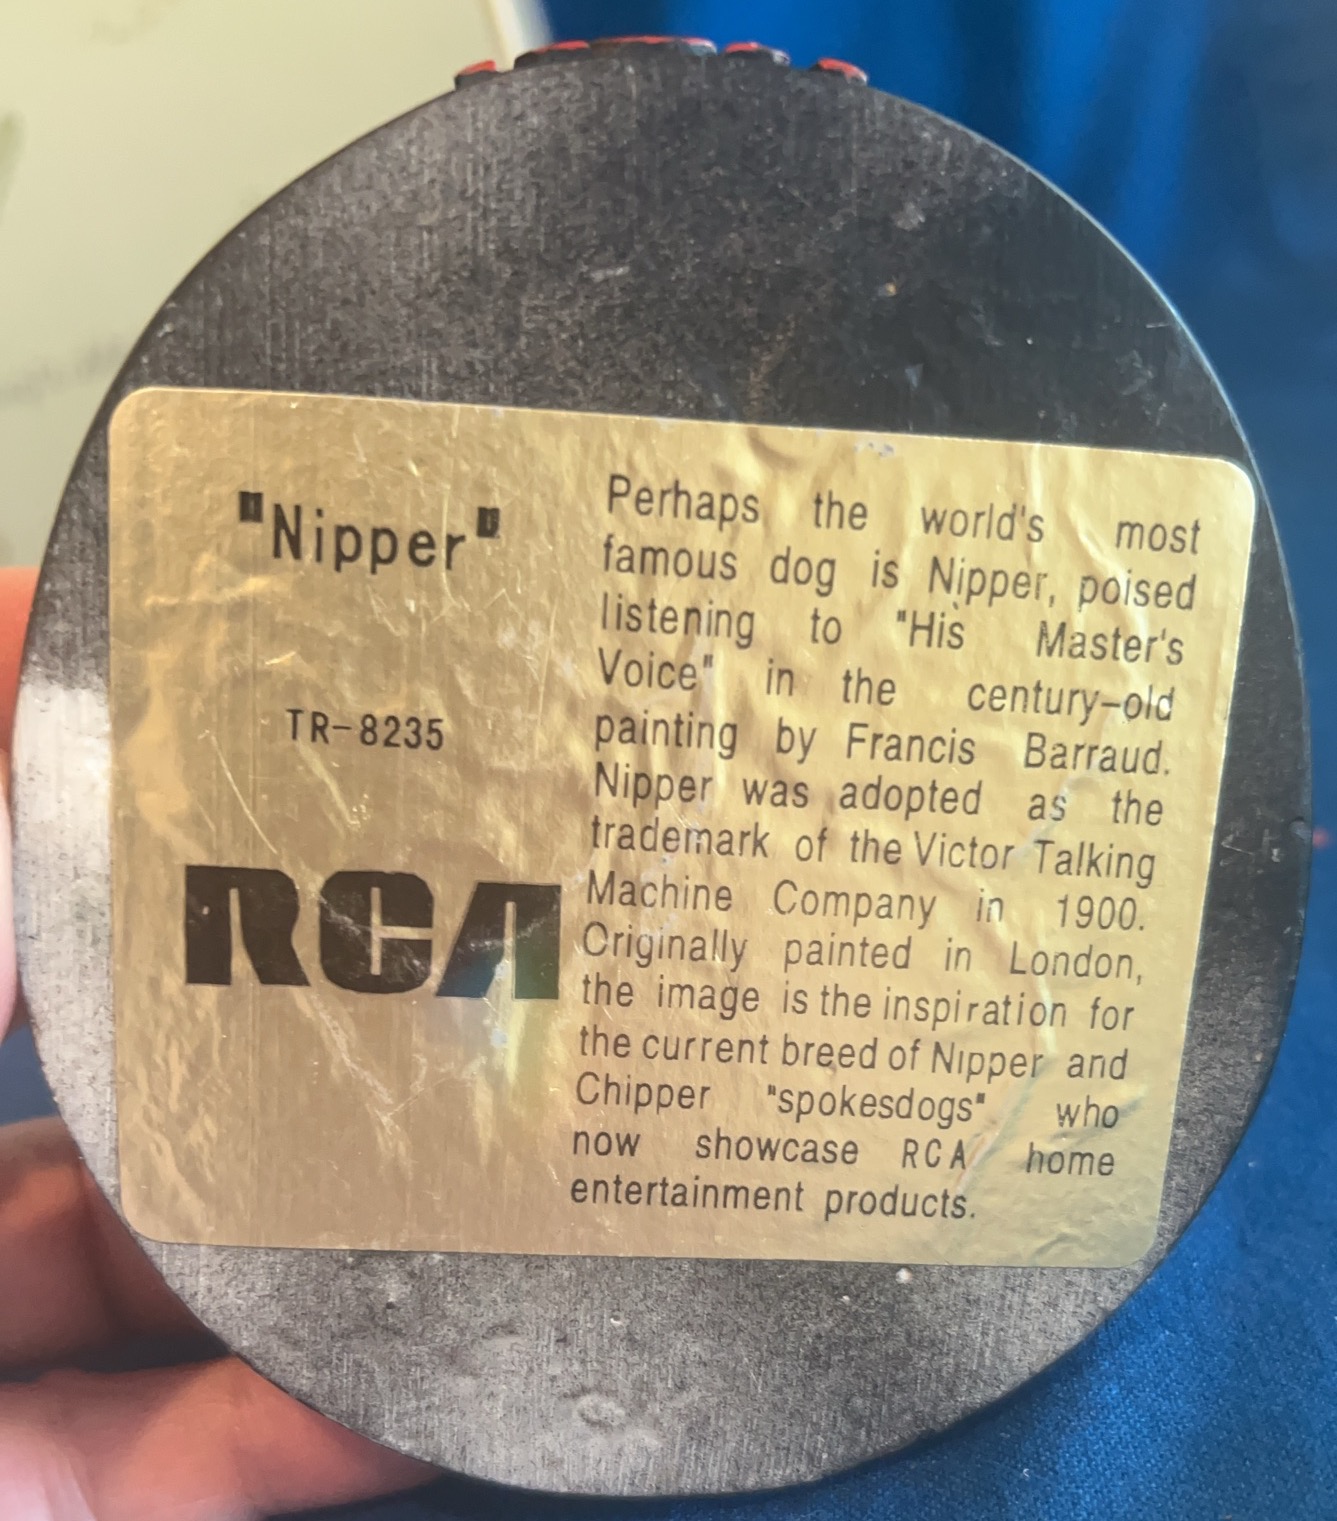 "Nipper"
TR-8235
RCA
Perhaps the world's most
famous dog is Nipper, poised
listening to "His Master's
Voice" in the century-old
painting by Francis Barraud.
Nipper was adopted as the
trademark of the Victor Talking
Machine Company in 1900.
Originally painted in London,
the image is the inspiration for
the current breed of Nipper and
Chipper "spokesdogs" who
now showcase RCA home
entertainment products.